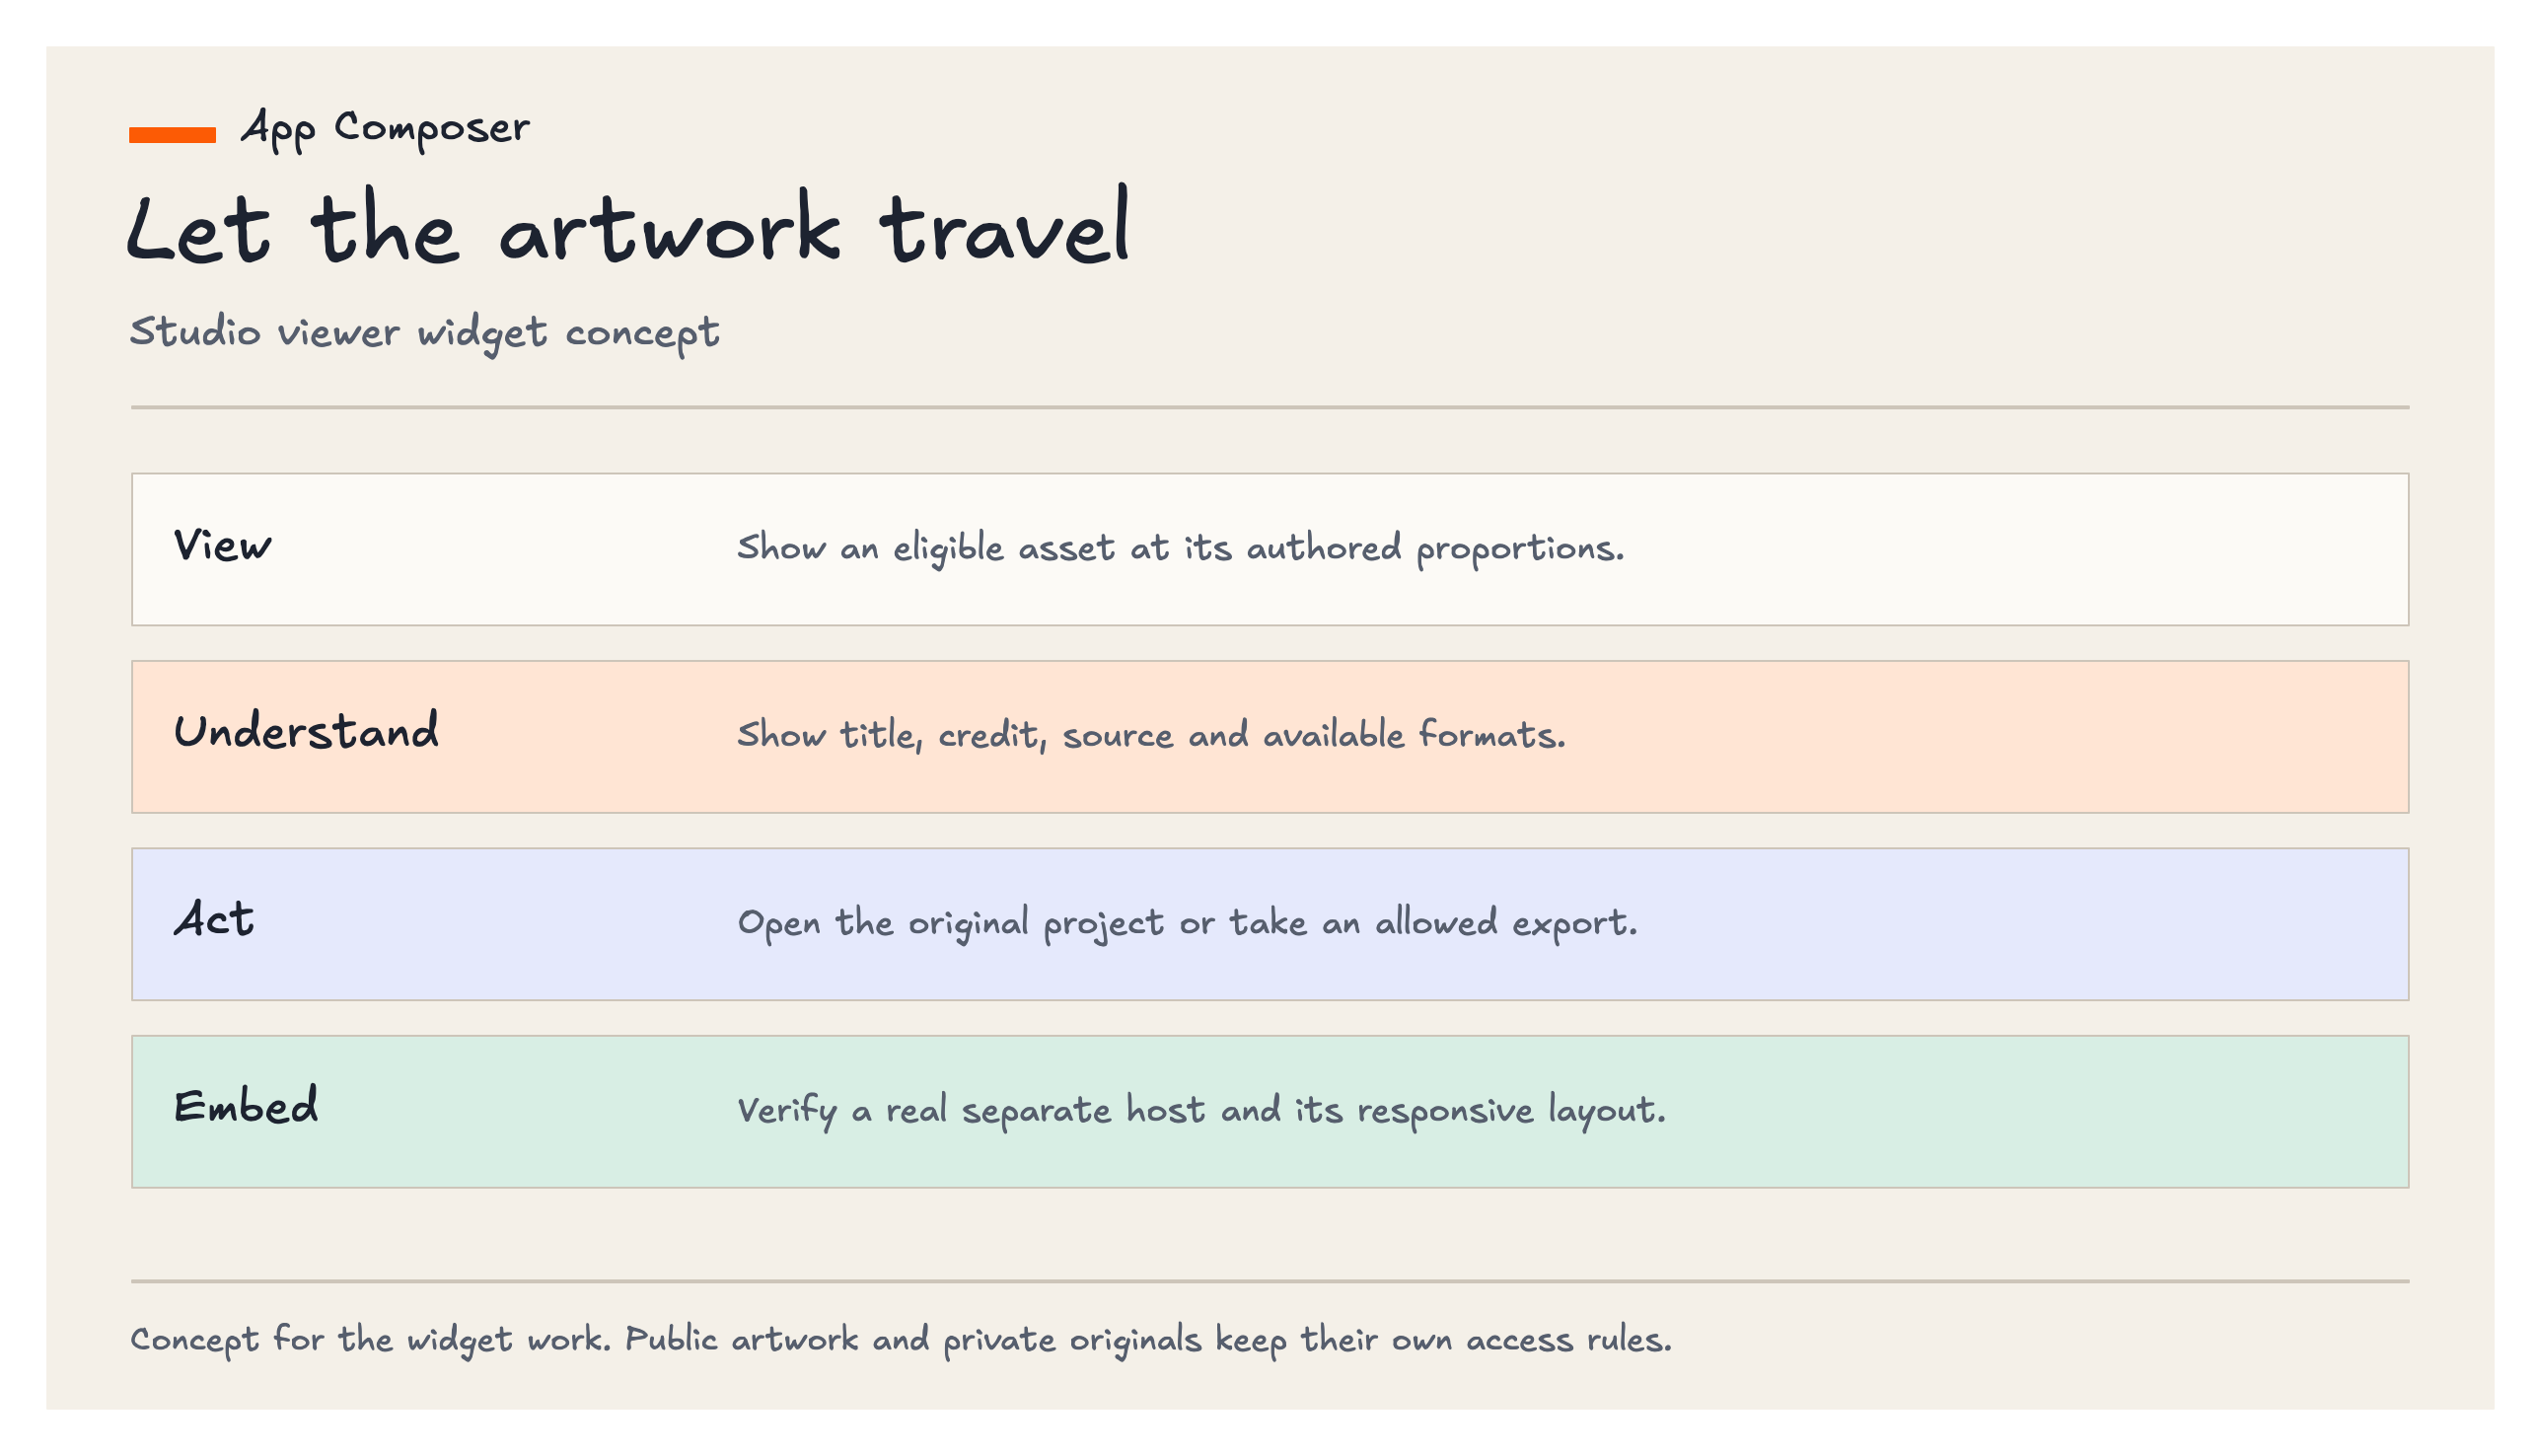 App Composer
Let the artwork travel
Studio viewer widget concept
View
Show an eligible asset at its authored proportions.
Understand
Show title, credit, source and available formats.
Act
Open the original project or take an allowed export.
Embed
Verify a real separate host and its responsive layout.
Concept for the widget work. Public artwork and private originals keep their own access rules.